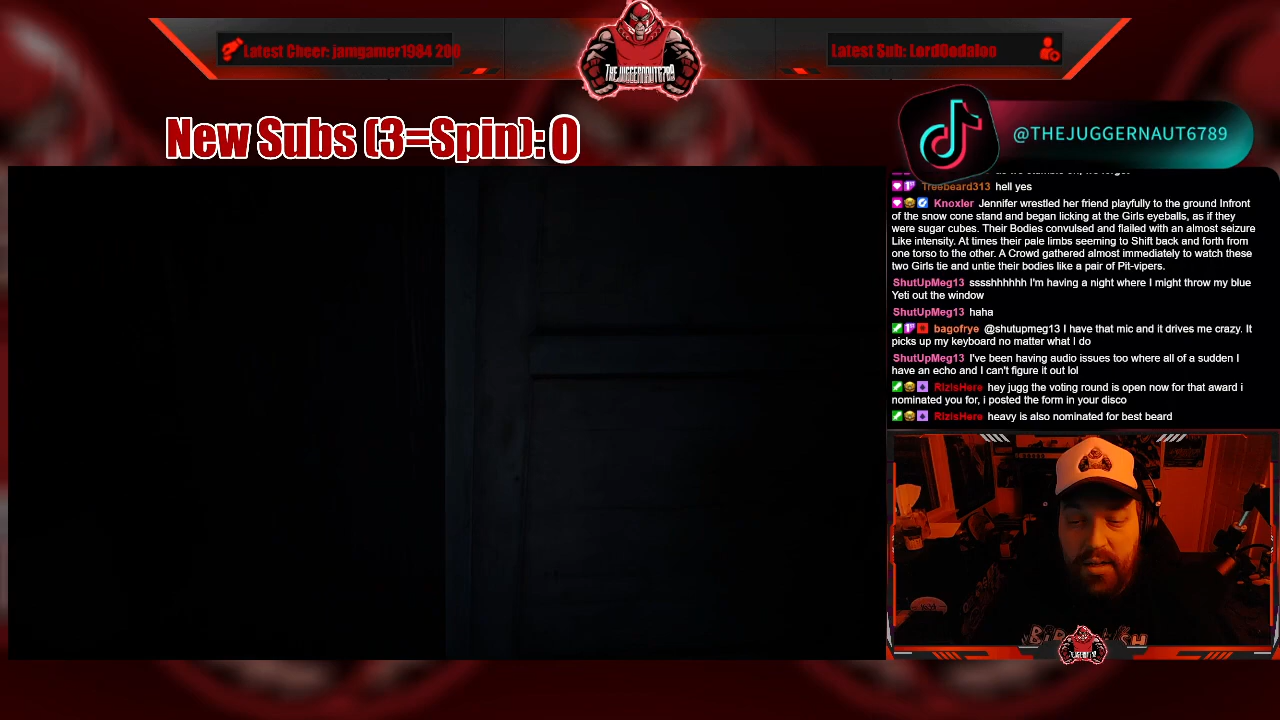 Latest Cheer: jamgamer1984 200
THEJUGGERNAUT6789
Latest Sub: LordOodaloo
New Subs (3=Spin): 0
@THEJUGGERNAUT6789
Treebeard313 hell yes
Knoxler Jennifer wrestled her friend playfully to the ground Infront
of the snow cone stand and began licking at the Girls eyeballs, as if they
were sugar cubes. Their Bodies convulsed and flailed with an almost seizure
Like intensity. At times their pale limbs seeming to Shift back and forth from
one torso to the other. A Crowd gathered almost immediately to watch these
two Girls tie and untie their bodies like a pair of Pit-vipers.
ShutUpMeg13 sssshhhhhh I'm having a night where I might throw my blue
Yeti out the window
ShutUpMeg13 haha
bagofrye @shutupmeg13 I have that mic and it drives me crazy. It
picks up my keyboard no matter what I do
ShutUpMeg13 I've been having audio issues too where all of a sudden I
have an echo and I can't figure it out lol
RizIsHere hey jugg the voting round is open now for that award i
nominated you for, i posted the form in your disco
RizIsHere heavy is also nominated for best beard